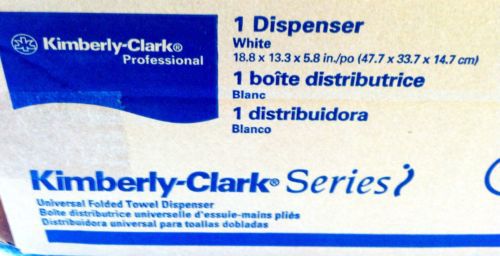 Kimberly-Clark®
Professional
1 Dispenser
White
18.8 x 13.3 x 5.8 in./po (47.7 x 33.7 x 14.7 cm)
1 boîte distributrice
Blanc
1 distribuidora
Blanco
Kimberly-Clark® Series i
Universal Folded Towel Dispenser
Boîte distributrice universelle d'essuie-mains pliés
Distribuidora universal para toallas dobladas